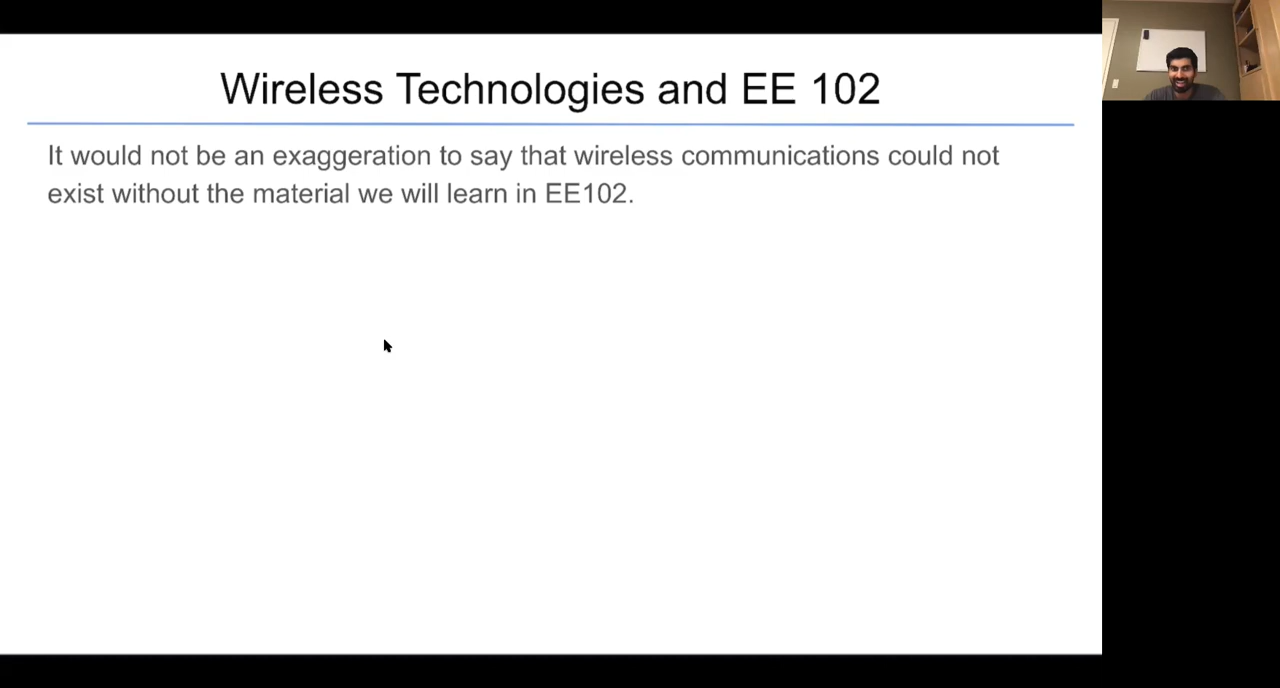 Wireless Technologies and EE 102
It would not be an exaggeration to say that wireless communications could not
exist without the material we will learn in EE102.